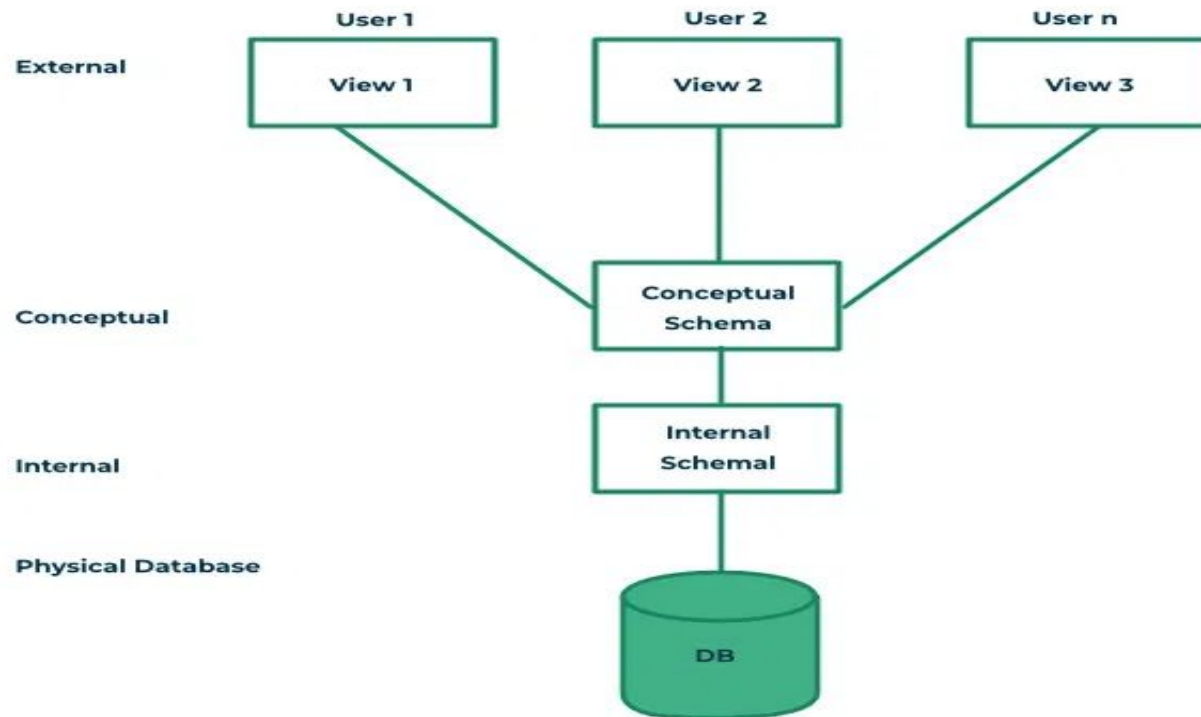 User 1
User 2
User n
External
View 1
View 2
View 3
Conceptual
Conceptual
Schema
Internal
Internal
Schemal
Physical Database
DB